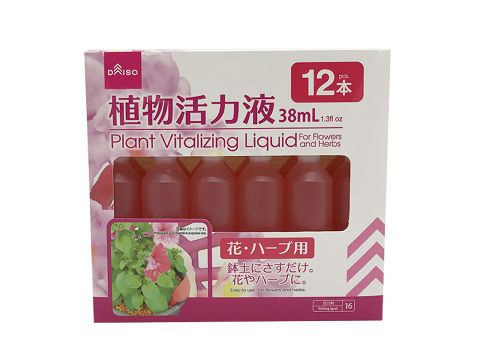 DAISO
12本
pcs.
植物活力液 38mL 1.3fl oz
Plant Vitalizing Liquid For Flowers and Herbs
花・ハーブ用
鉢土にさすだけ。
花やハーブに。
Easy to use. For flowers and herbs.
16